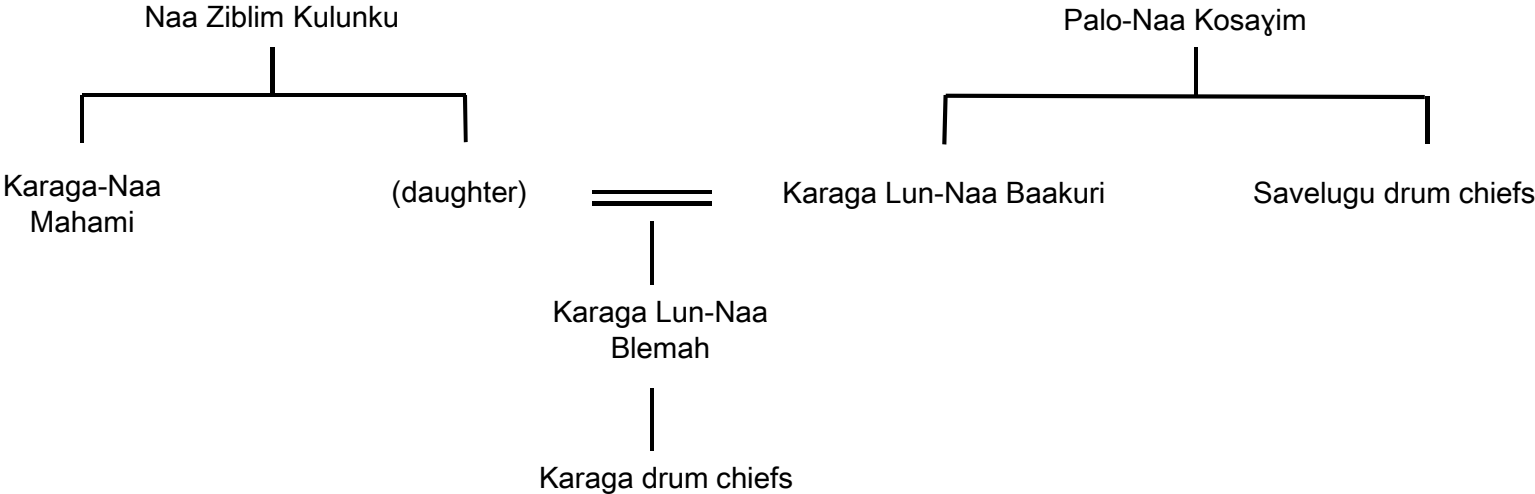 Naa Ziblim Kulunku
Palo-Naa Kosaɣim
Karaga-Naa
Mahami
(daughter)
Karaga Lun-Naa Baakuri
Savelugu drum chiefs
Karaga Lun-Naa
Blemah
Karaga drum chiefs